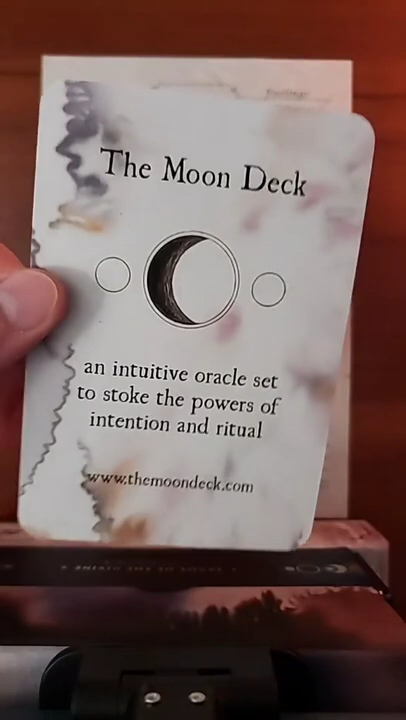 The Moon Deck
an intuitive oracle set
to stoke the powers of
intention and ritual
www.themoondeck.com